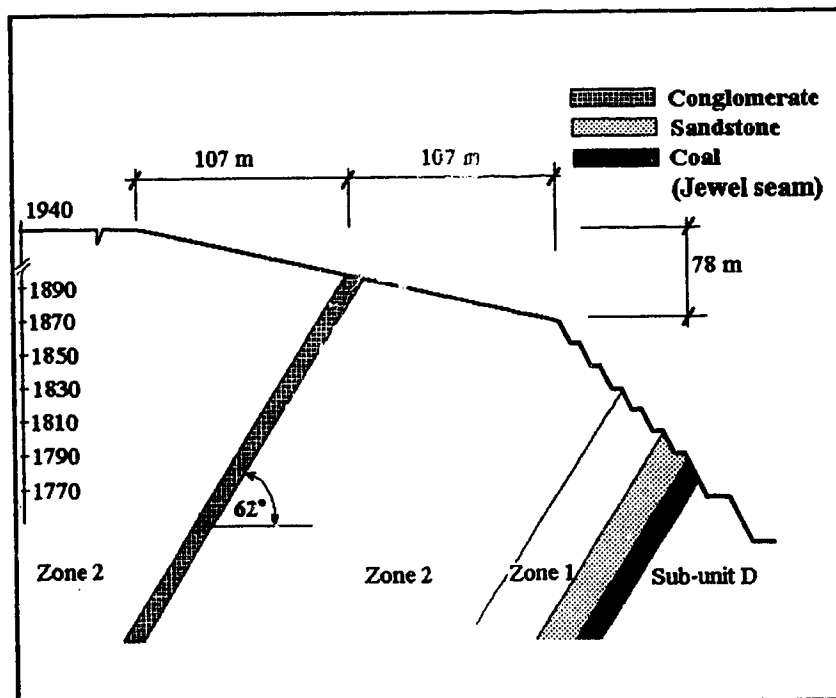 Conglomerate
Sandstone
Coal
(Jewel seam)
107 m
107 m
1940
78 m
1890
1870
1850
1830
1810
1790
1770
62°
Zone 2
Zone 2
Zone 1
Sub-unit D